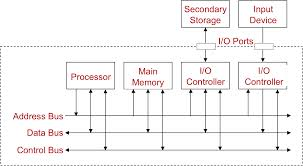 Secondary
Storage
Input
Device
I/O Ports
Processor
Main
Memory
I/O
Controller
I/O
Controller
Address Bus
Data Bus
Control Bus